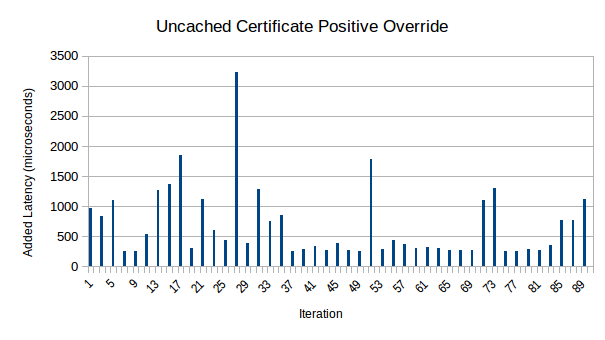 Uncached Certificate Positive Override
3500
3000
2500
2000
1500
1000
500
0
Added Latency (microseconds)
1 5 9 13 17 21 25 29 33 37 41 45 49 53 57 61 65 69 73 77 81 85 89
Iteration